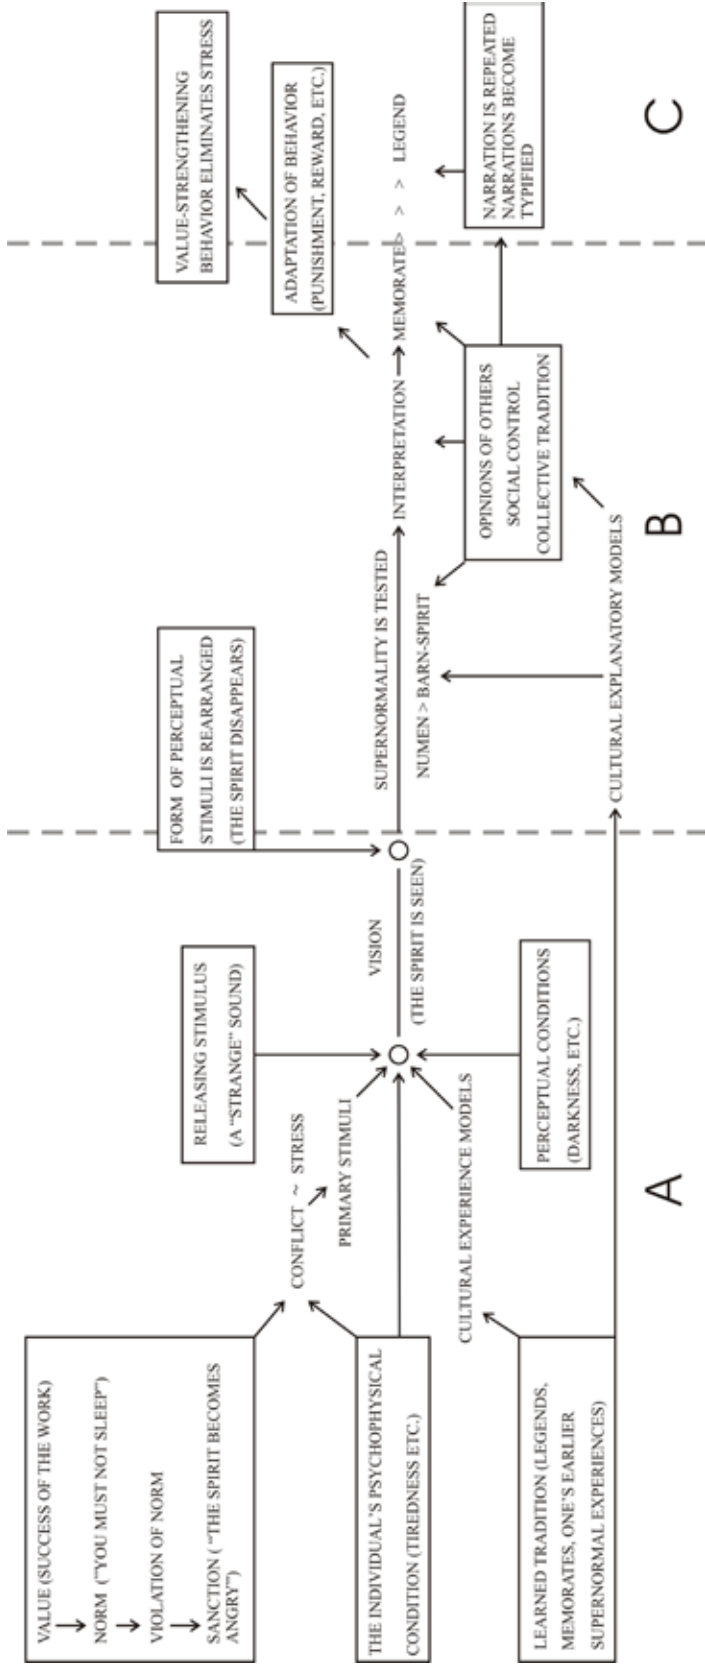 VALUE (SUCCESS OF THE WORK)
NORM ("YOU MUST NOT SLEEP")
VIOLATION OF NORM
SANCTION ( "THE SPIRIT BECOMES
ANGRY")
THE INDIVIDUAL'S PSYCHOPHYSICAL
CONDITION (TIREDNESS ETC.)
LEARNED TRADITION (LEGENDS,
MEMORATES, ONE'S EARLIER
SUPERNORMAL EXPERIENCES)
CONFLICT ~ STRESS
PRIMARY STIMULI
CULTURAL EXPERIENCE MODELS
RELEASING STIMULUS
(A "STRANGE" SOUND)
PERCEPTUAL CONDITIONS
(DARKNESS, ETC.)
VISION
(THE SPIRIT IS SEEN)
A
FORM OF PERCEPTUAL
STIMULI IS REARRANGED
(THE SPIRIT DISAPPEARS)
SUPERNORMALITY IS TESTED
NUMEN > BARN-SPIRIT
INTERPRETATION
MEMORATE > > > LEGEND
OPINIONS OF OTHERS
SOCIAL CONTROL
COLLECTIVE TRADITION
CULTURAL EXPLANATORY MODELS
B
VALUE-STRENGTHENING
BEHAVIOR ELIMINATES STRESS
ADAPTATION OF BEHAVIOR
(PUNISHMENT, REWARD, ETC.)
NARRATION IS REPEATED
NARRATIONS BECOME
TYPIFIED
C